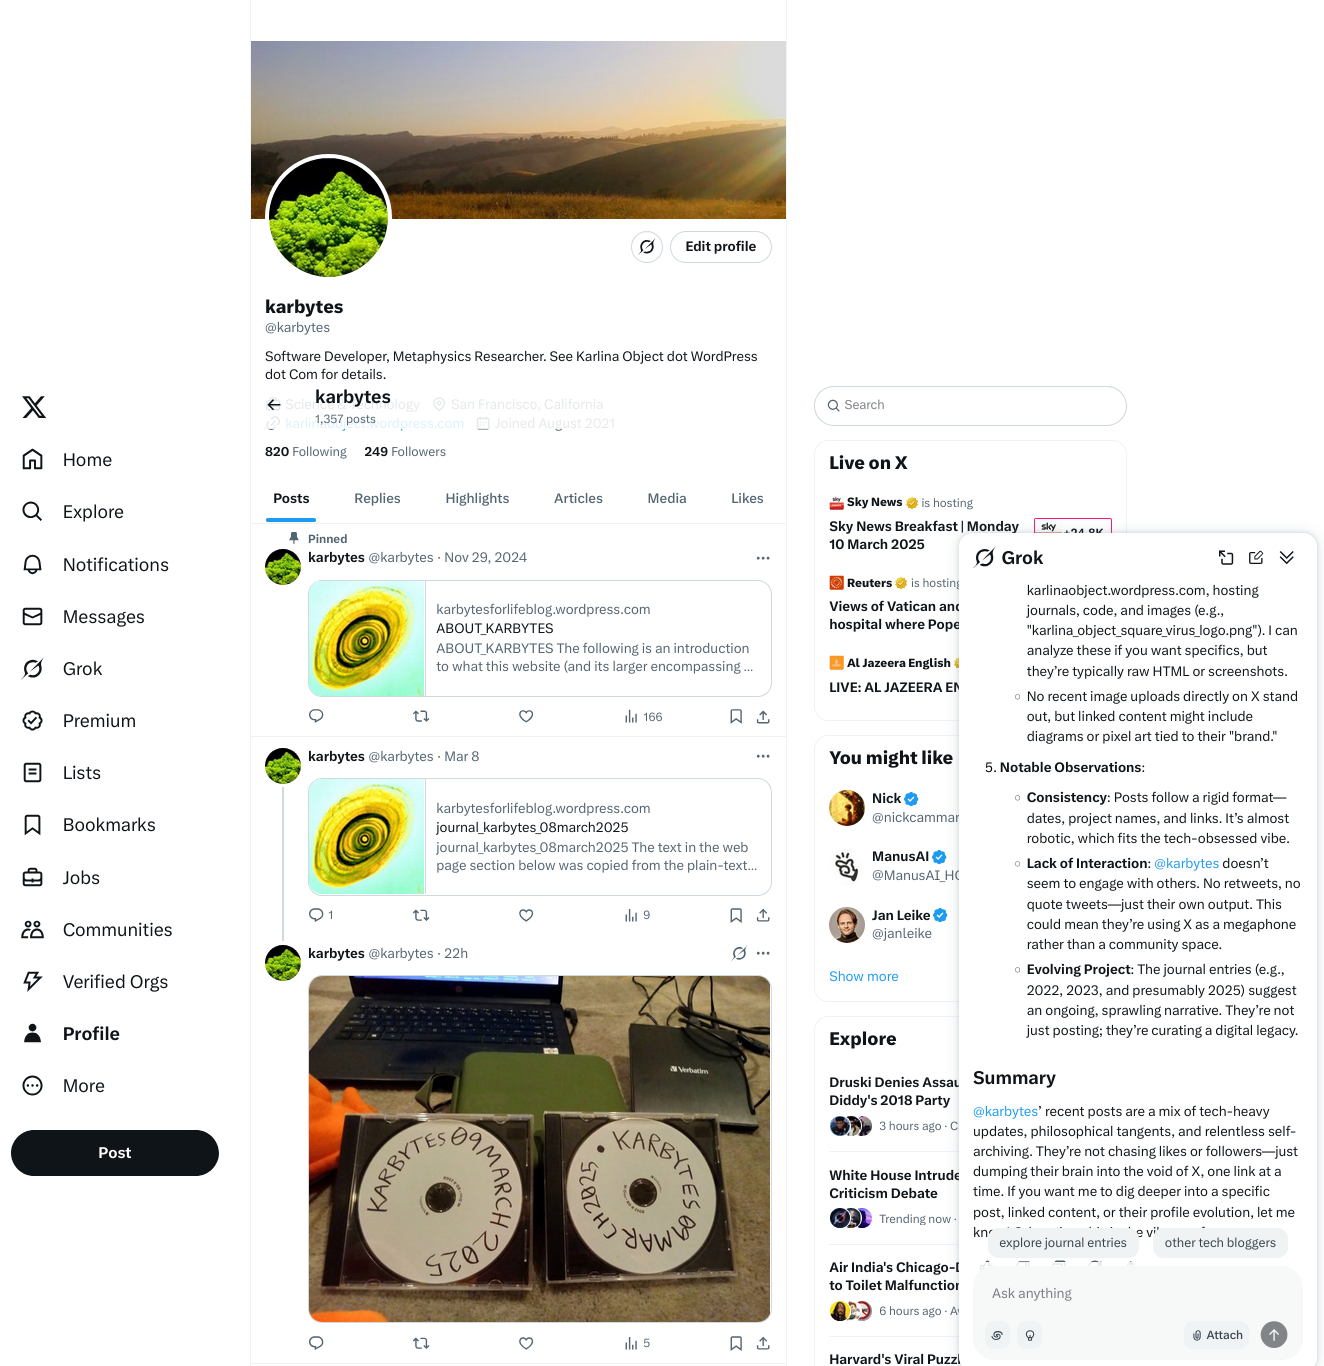 Edit profile
karbytes
@karbytes
Software Developer, Metaphysics Researcher. See Karlina Object dot WordPress
dot Com for details.
Science & Technology San Francisco, California
karbytes
1,357 posts
karlinaobject.wordpress.com Joined August 2021
820 Following 249 Followers
Posts Replies Highlights Articles Media Likes
Home
Explore
Notifications
Messages
Grok
Premium
Lists
Bookmarks
Jobs
Communities
Verified Orgs
Profile
More
Post
Pinned
karbytes @karbytes · Nov 29, 2024
karbytesforlifeblog.wordpress.com
ABOUT_KARBYTES
ABOUT_KARBYTES The following is an introduction
to what this website (and its larger encompassing ...
166
karbytes @karbytes · Mar 8
karbytesforlifeblog.wordpress.com
journal_karbytes_08march2025
journal_karbytes_08march2025 The text in the web
page section below was copied from the plain-text...
1 9
karbytes @karbytes · 22h
Verbatim
KARBYTES 09MARCH2025
KARBYTES 09MARCH2025
5
Search
Live on X
sky Sky News is hosting
Sky News Breakfast | Monday
10 March 2025
sky +24.8K
Reuters is hosting
Views of Vatican and
hospital where Pope
Al Jazeera English
LIVE: AL JAZEERA EN
You might like
Nick
@nickcammar
ManusAI
@ManusAI_HQ
Jan Leike
@janleike
Show more
Explore
Druski Denies Assau
Diddy's 2018 Party
3 hours ago · C
White House Intrude
Criticism Debate
Trending now ·
Air India's Chicago-D
to Toilet Malfunction
6 hours ago ·
Harvard's Viral Puzzl
Grok
karlinaobject.wordpress.com, hosting
journals, code, and images (e.g.,
"karlina_object_square_virus_logo.png"). I can
analyze these if you want specifics, but
they're typically raw HTML or screenshots.
No recent image uploads directly on X stand
out, but linked content might include
diagrams or pixel art tied to their "brand."
5. Notable Observations:
Consistency: Posts follow a rigid format—
dates, project names, and links. It's almost
robotic, which fits the tech-obsessed vibe.
Lack of Interaction: @karbytes doesn't
seem to engage with others. No retweets, no
quote tweets—just their own output. This
could mean they're using X as a megaphone
rather than a community space.
Evolving Project: The journal entries (e.g.,
2022, 2023, and presumably 2025) suggest
an ongoing, sprawling narrative. They're not
just posting; they're curating a digital legacy.
Summary
@karbytes' recent posts are a mix of tech-heavy
updates, philosophical tangents, and relentless self-
archiving. They're not chasing likes or followers—just
dumping their brain into the void of X, one link at a
time. If you want me to dig deeper into a specific
post, linked content, or their profile evolution, let me
explore journal entries other tech bloggers
Ask anything
Attach